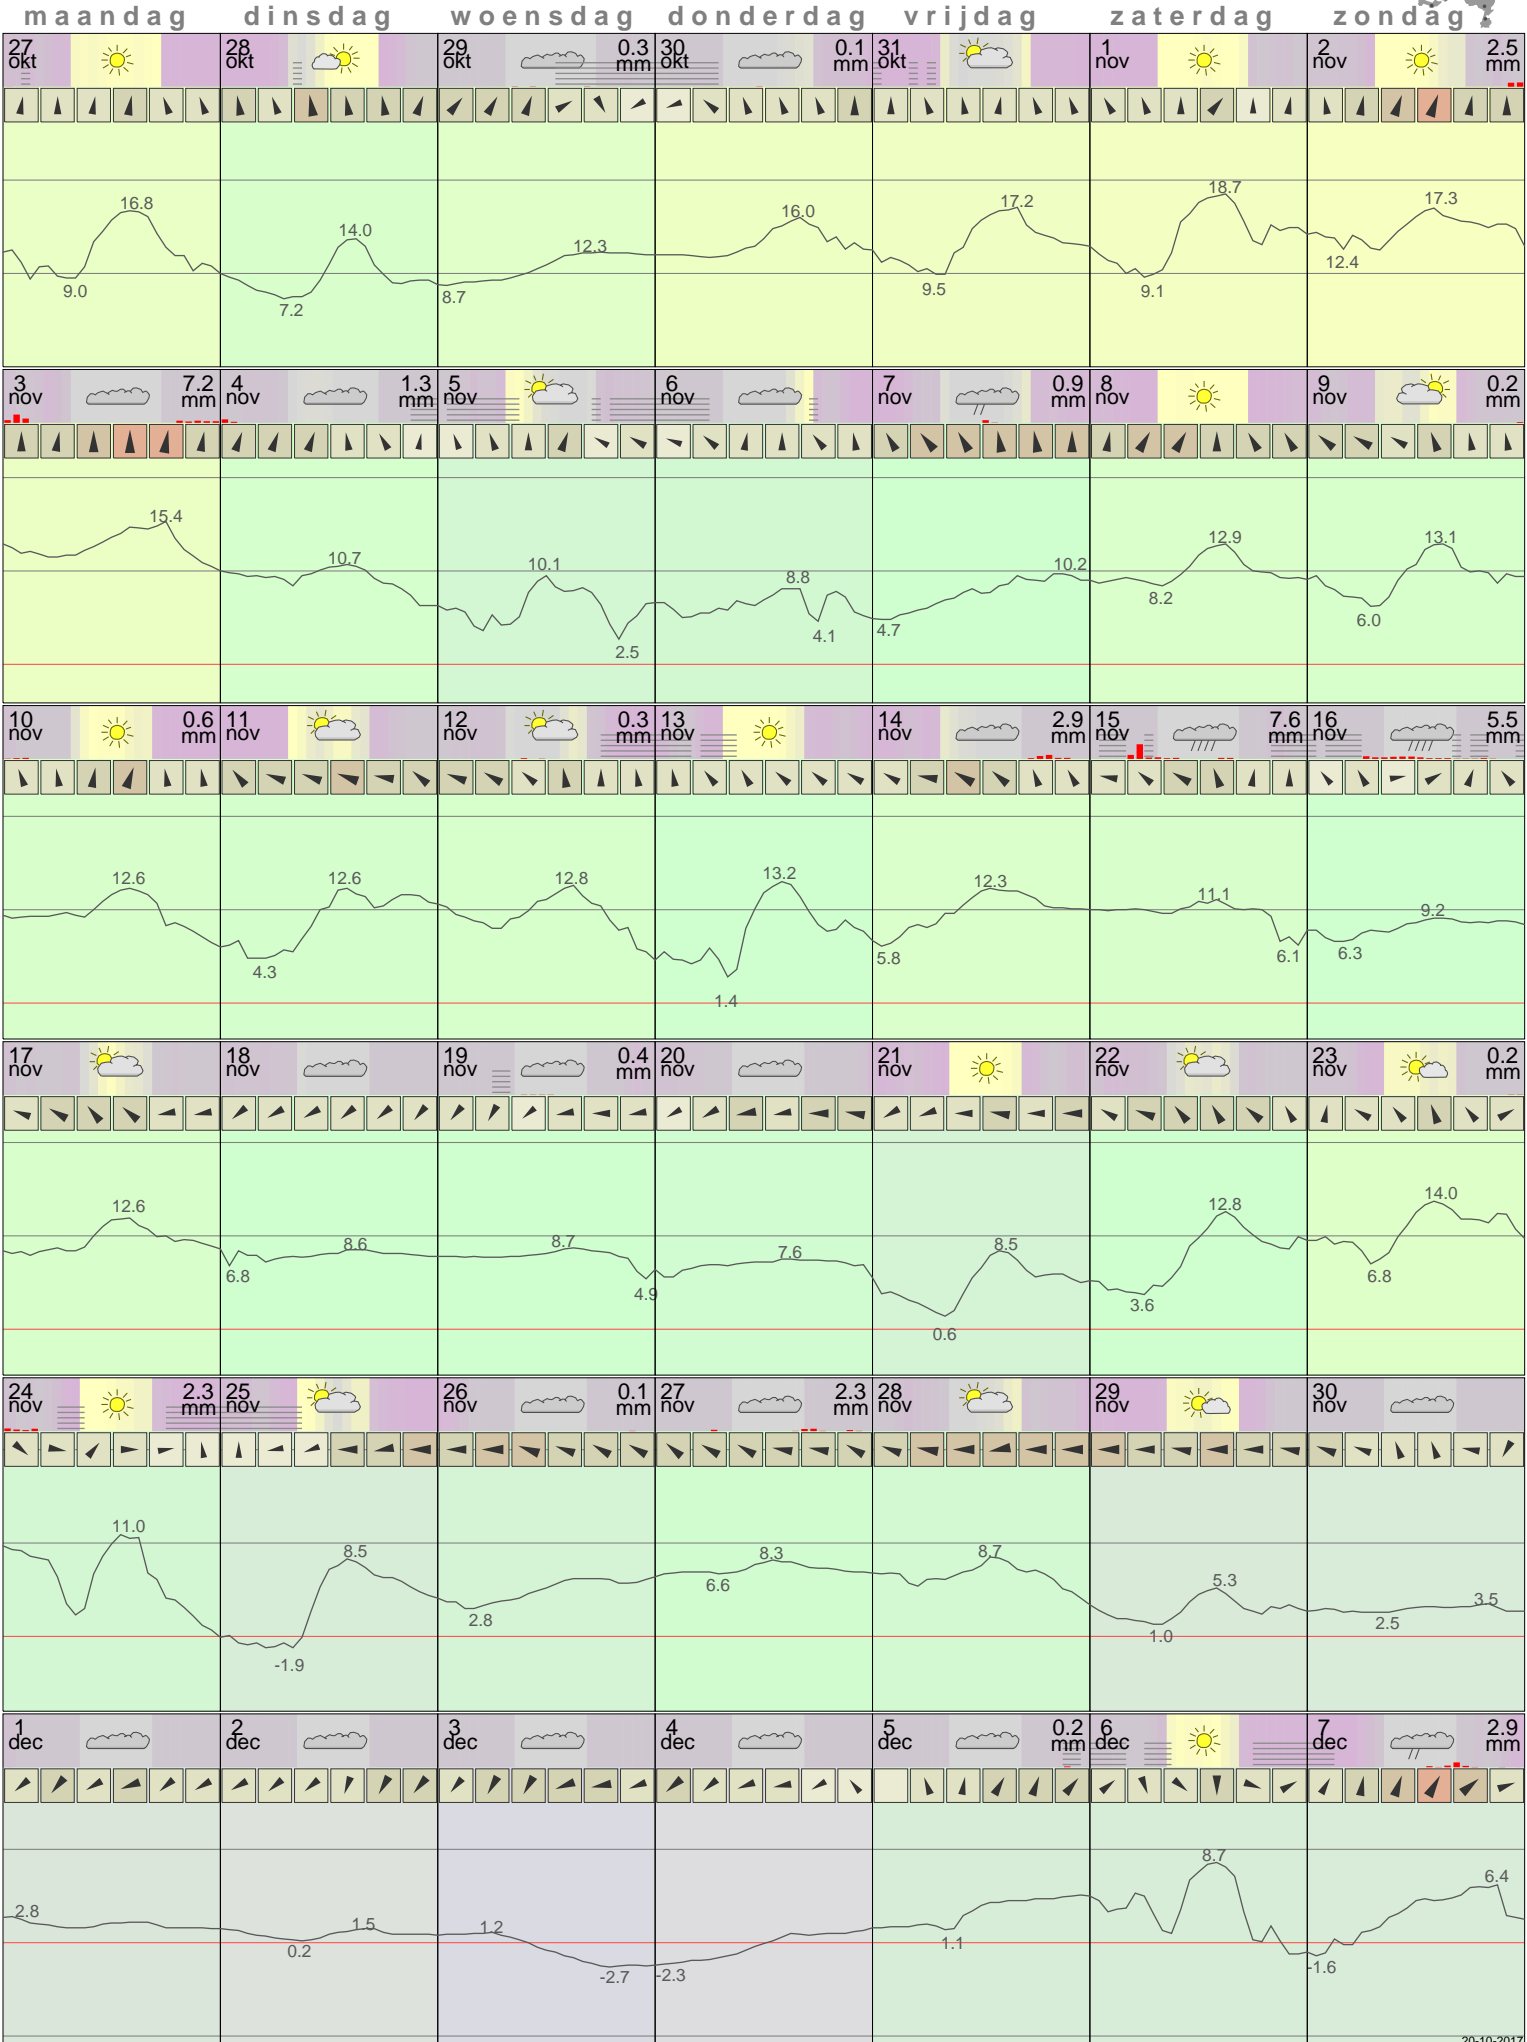 maandag dinsdag woensdag donderdag vrijdag zaterdag zondag
27 okt 28 okt 29 okt 0.3 mm 30 okt 0.1 mm 31 okt 1 nov 2 nov 2.5 mm
16.8 14.0 12.3 16.0 17.2 18.7 17.3
9.0 7.2 8.7 9.5 9.1 12.4
3 nov 7.2 mm 4 nov 1.3 mm 5 nov 6 nov 7 nov 0.9 mm 8 nov 9 nov 0.2 mm
15.4 10.7 10.1 8.8 10.2 12.9 13.1
2.5 4.1 4.7 8.2 6.0
10 nov 0.6 mm 11 nov 12 nov 0.3 mm 13 nov 14 nov 2.9 mm 15 nov 7.6 mm 16 nov 5.5 mm
12.6 12.6 12.8 13.2 12.3 11.1 9.2
4.3 1.4 5.8 6.1 6.3
17 nov 18 nov 19 nov 0.4 mm 20 nov 21 nov 22 nov 23 nov 0.2 mm
12.6 8.6 8.7 7.6 8.5 12.8 14.0
6.8 4.9 0.6 3.6 6.8
24 nov 2.3 mm 25 nov 26 nov 0.1 mm 27 nov 2.3 mm 28 nov 29 nov 30 nov
11.0 8.5 8.3 8.7 5.3 3.5
-1.9 2.8 6.6 1.0 2.5
1 dec 2 dec 3 dec 4 dec 5 dec 0.2 mm 6 dec 7 dec 2.9 mm
2.8 1.5 1.2 8.7 6.4
0.2 -2.7 -2.3 1.1 -1.6